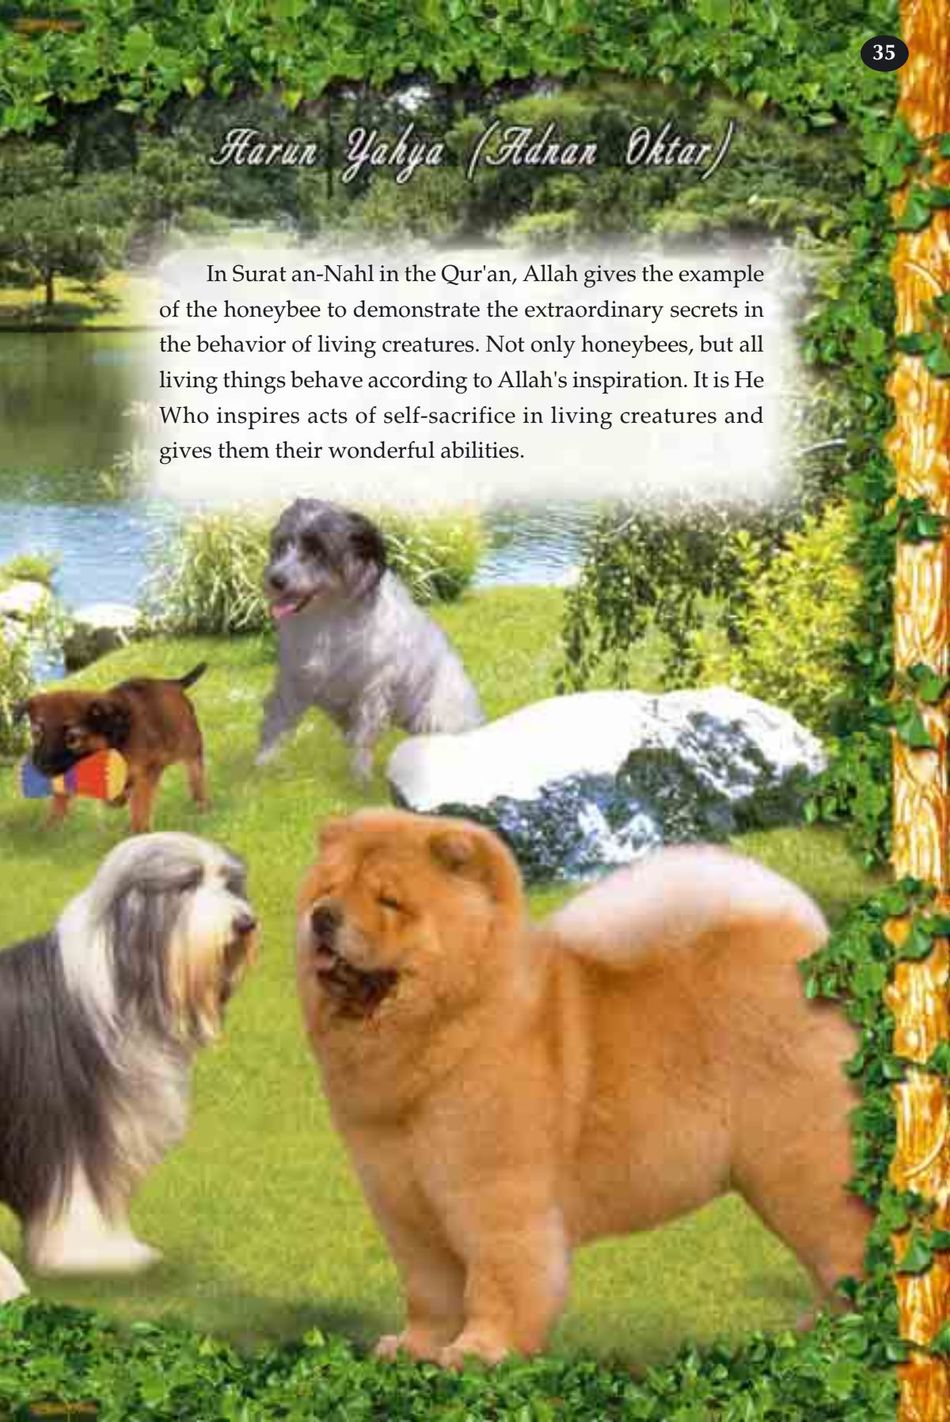 35
Harun Yahya (Adnan Oktar)
In Surat an-Nahl in the Qur'an, Allah gives the example
of the honeybee to demonstrate the extraordinary secrets in
the behavior of living creatures. Not only honeybees, but all
living things behave according to Allah's inspiration. It is He
Who inspires acts of self-sacrifice in living creatures and
gives them their wonderful abilities.